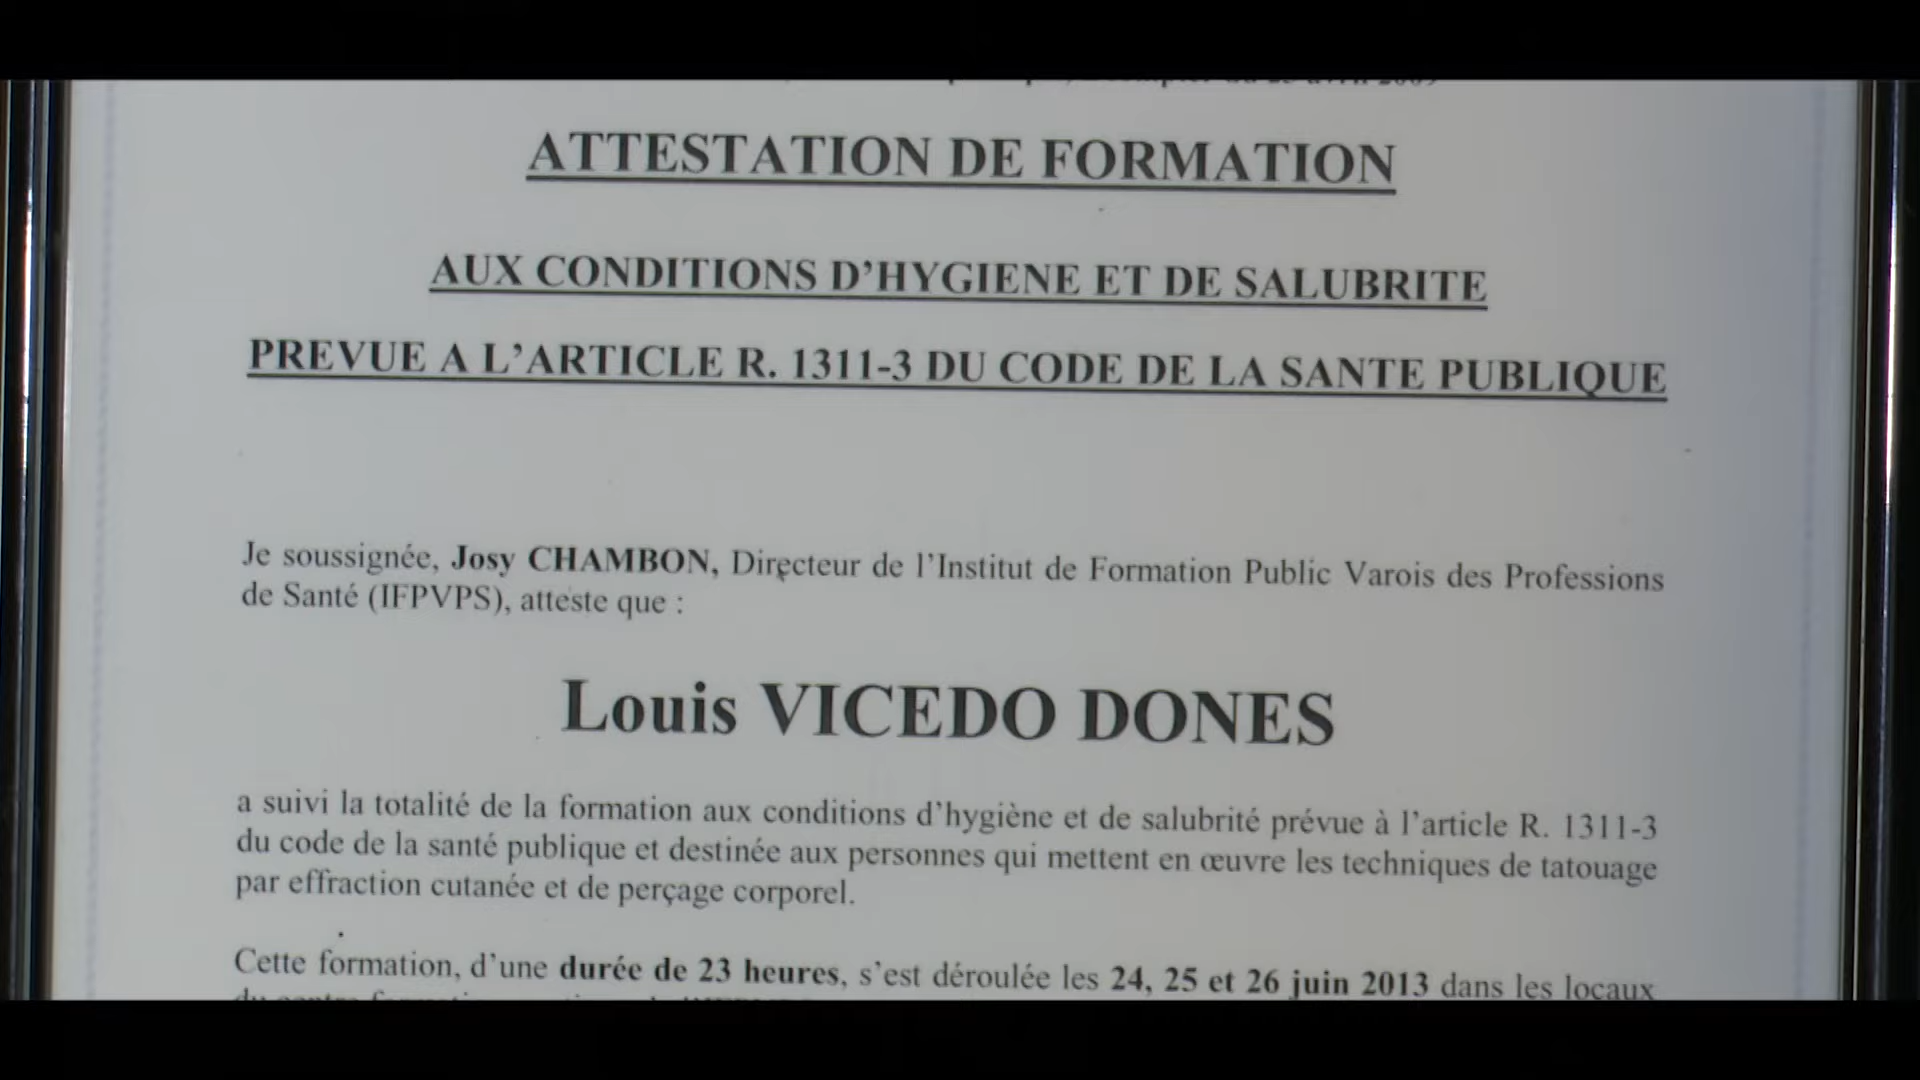 ATTESTATION DE FORMATION
AUX CONDITIONS D’HYGIENE ET DE SALUBRITE
PREVUE A L’ARTICLE R. 1311-3 DU CODE DE LA SANTE PUBLIQUE
Je soussignée, Josy CHAMBON, Directeur de l’Institut de Formation Public Varois des Professions
de Santé (IFPVPS), atteste que :
Louis VICEDO DONES
a suivi la totalité de la formation aux conditions d’hygiène et de salubrité prévue à l’article R. 1311-3
du code de la santé publique et destinée aux personnes qui mettent en œuvre les techniques de tatouage
par effraction cutanée et de perçage corporel.
Cette formation, d’une durée de 23 heures, s’est déroulée les 24, 25 et 26 juin 2013 dans les locaux